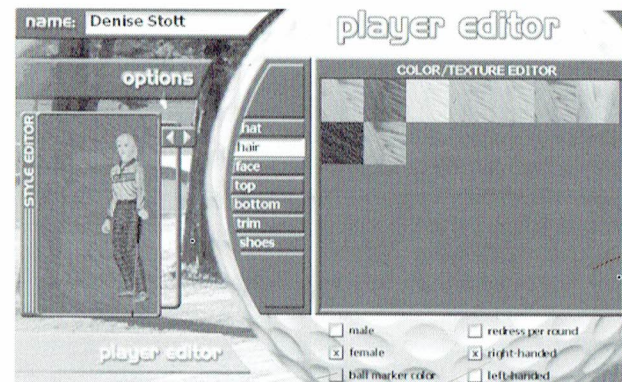 name: Denise Stott
player editor
options
COLOR/TEXTURE EDITOR
STYLE EDITOR
hat
hair
face
top
bottom
trim
shoes
male
redress per round
x female
x right-handed
ball marker color
left-handed
player editor